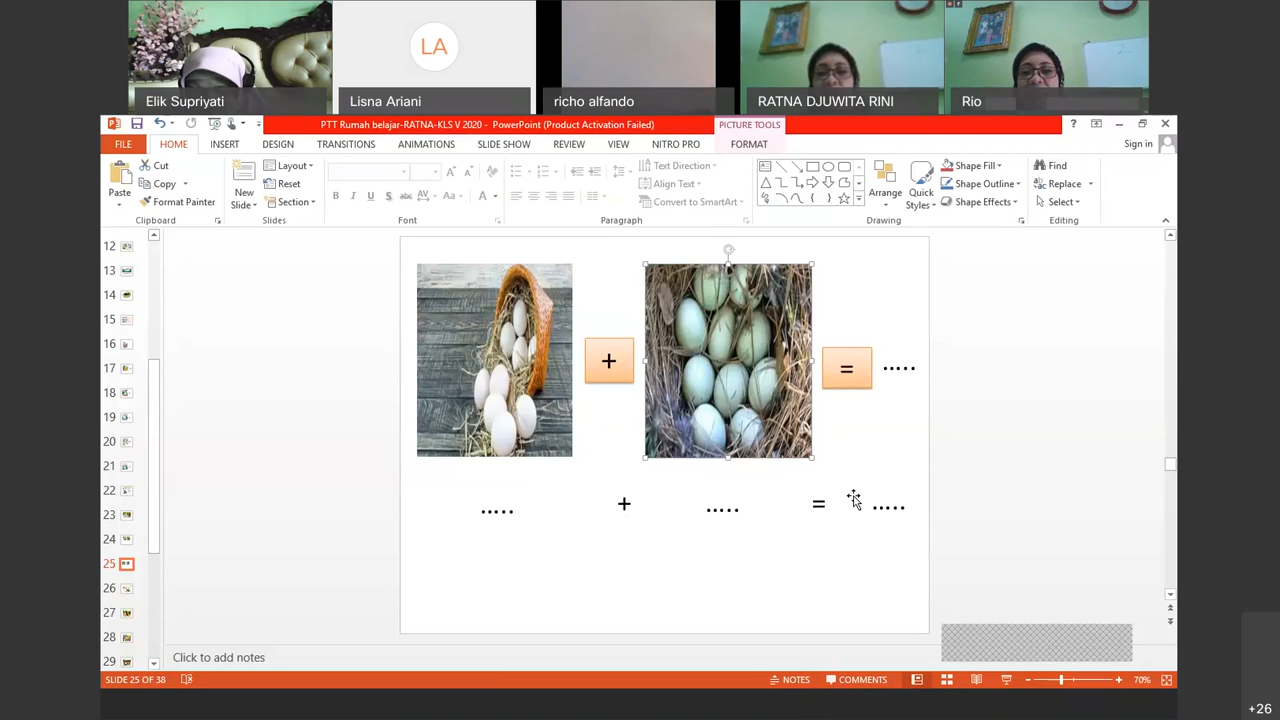 LA
Elik Supriyati
Lisna Ariani
richo alfando
RATNA DJUWITA RINI
Rio
PTT Rumah belajar-RATNA-KLS V 2020 - PowerPoint (Product Activation Failed)
PICTURE TOOLS
?
FILE
HOME
INSERT
DESIGN
TRANSITIONS
ANIMATIONS
SLIDE SHOW
REVIEW
VIEW
NITRO PRO
FORMAT
Sign in
Paste
Cut
Copy
Format Painter
Clipboard
New Slide
Layout
Reset
Section
Slides
B I U S abc AV Aa A
Font
Text Direction
Align Text
Convert to SmartArt
Paragraph
Arrange
Quick Styles
Shape Fill
Shape Outline
Shape Effects
Drawing
Find
Replace
Select
Editing
12
13
14
15
16
17
18
19
20
21
22
23
24
25
26
27
28
29
+ = .....
..... + ..... = .....
Click to add notes
SLIDE 25 OF 38
NOTES
COMMENTS
70%
+26